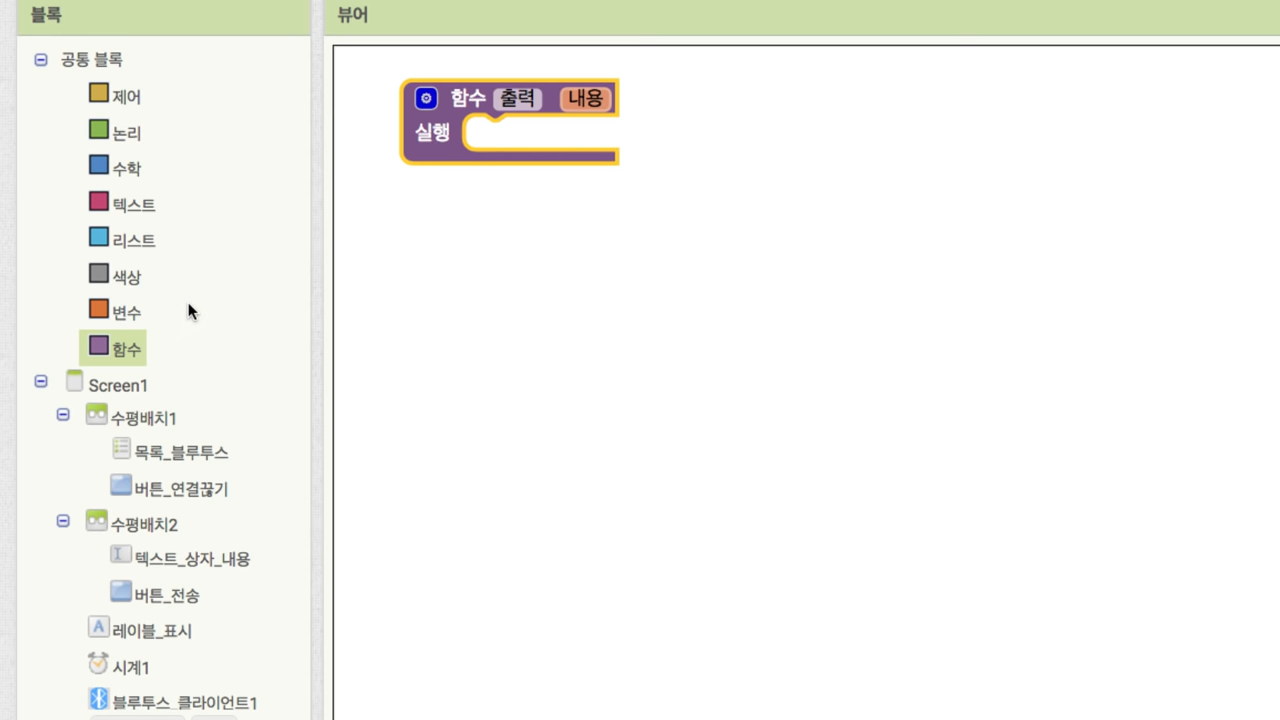 블록
뷰어
공통 블록
제어
논리
수학
텍스트
리스트
색상
변수
함수
Screen1
수평배치1
목록_블루투스
버튼_연결끊기
수평배치2
텍스트_상자_내용
버튼_전송
레이블_표시
시계1
블루투스_클라이언트1
함수 출력 내용
실행